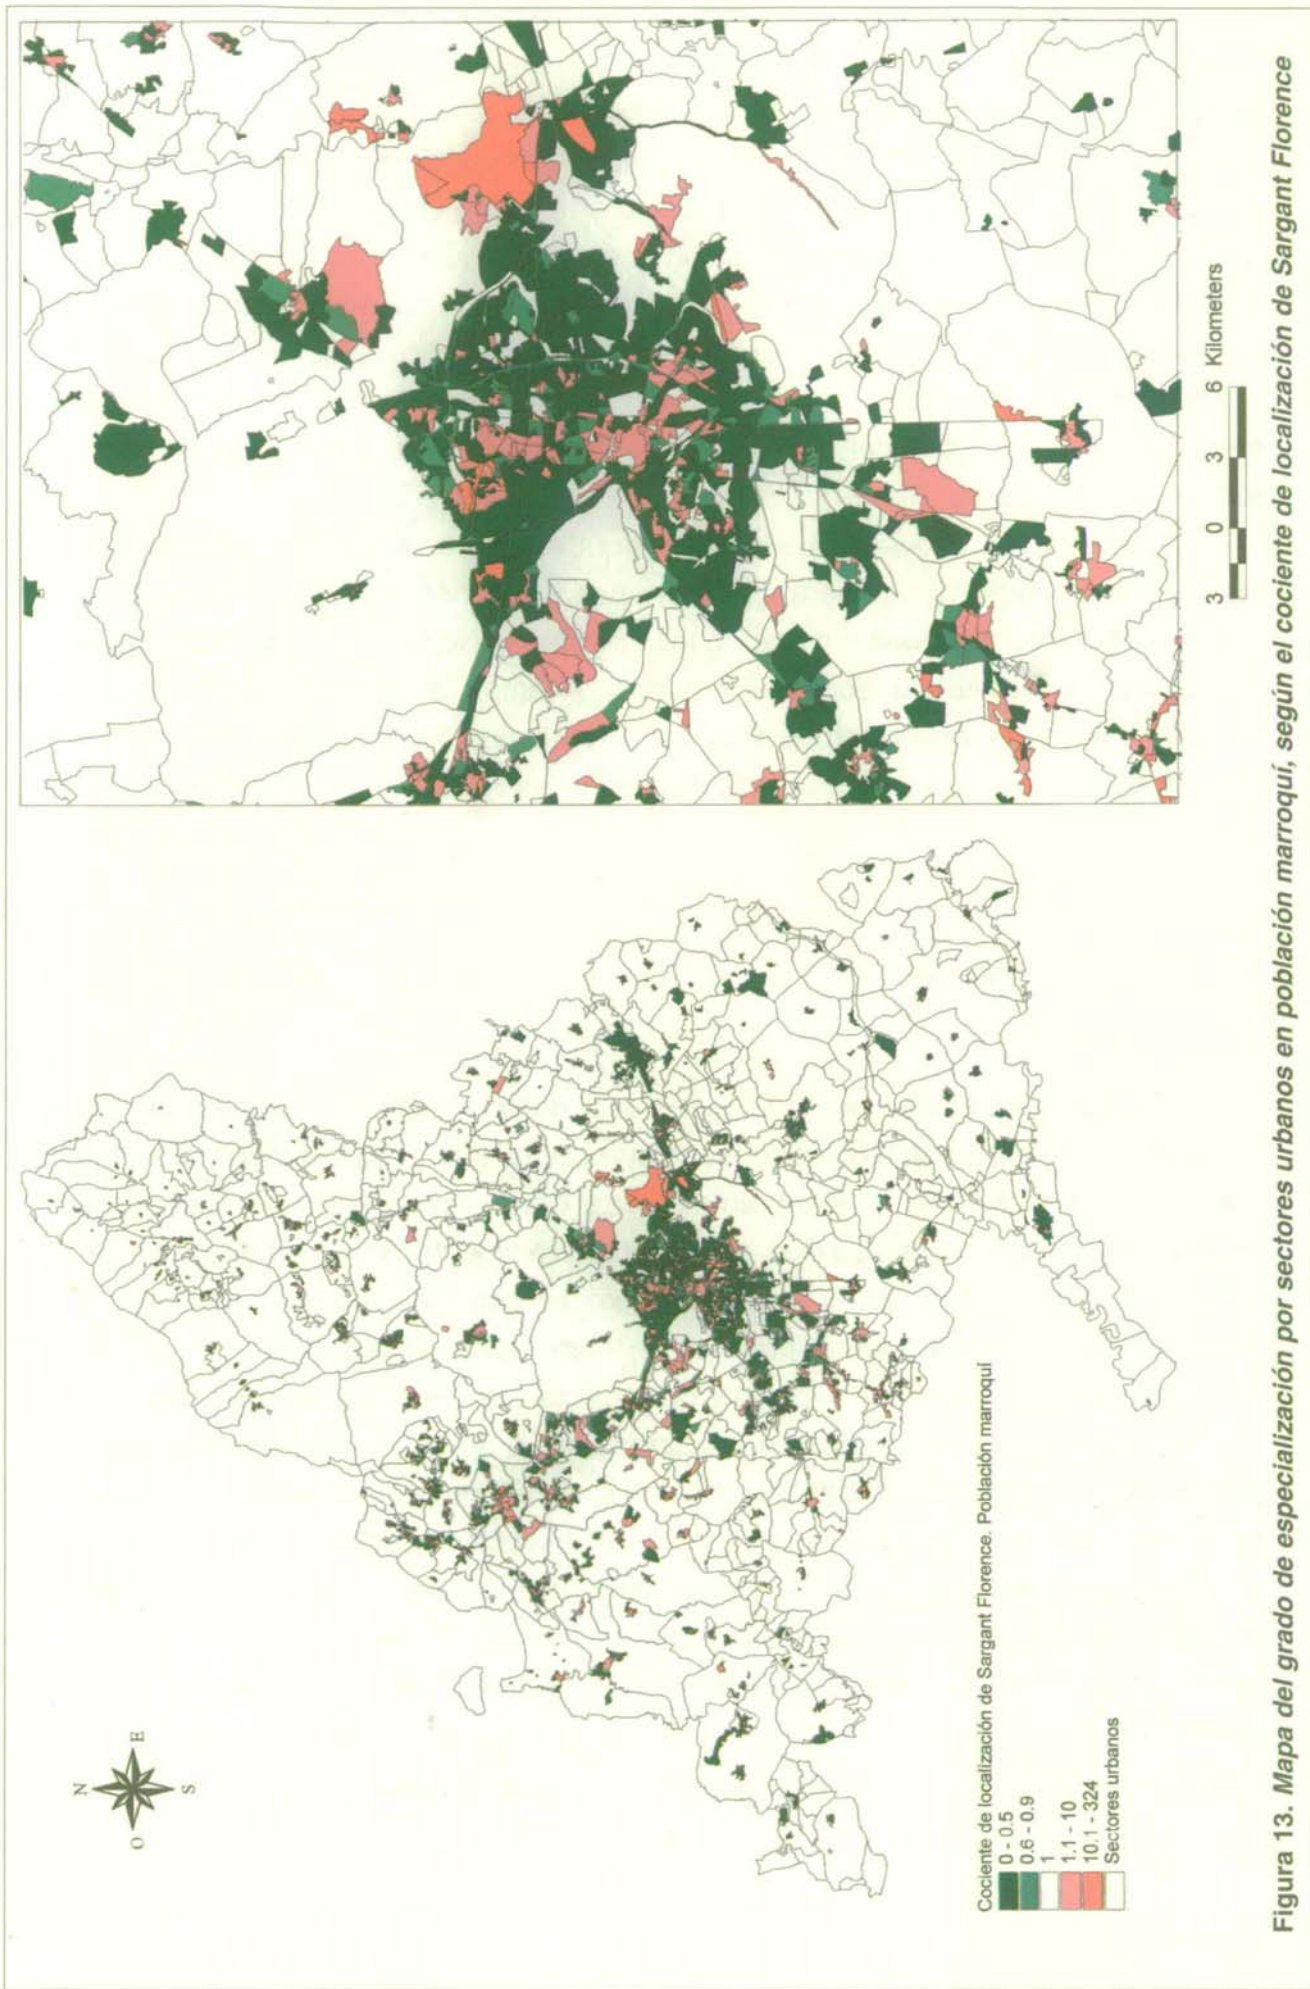 N
O
E
S
Cociente de localización de Sargant Florence. Población marroquí
0 - 0.5
0.6 - 0.9
1
1.1 - 10
10.1 - 324
Sectores urbanos
3 0 3 6 Kilometers
Figura 13. Mapa del grado de especialización por sectores urbanos en población marroquí, según el cociente de localización de Sargant Florence